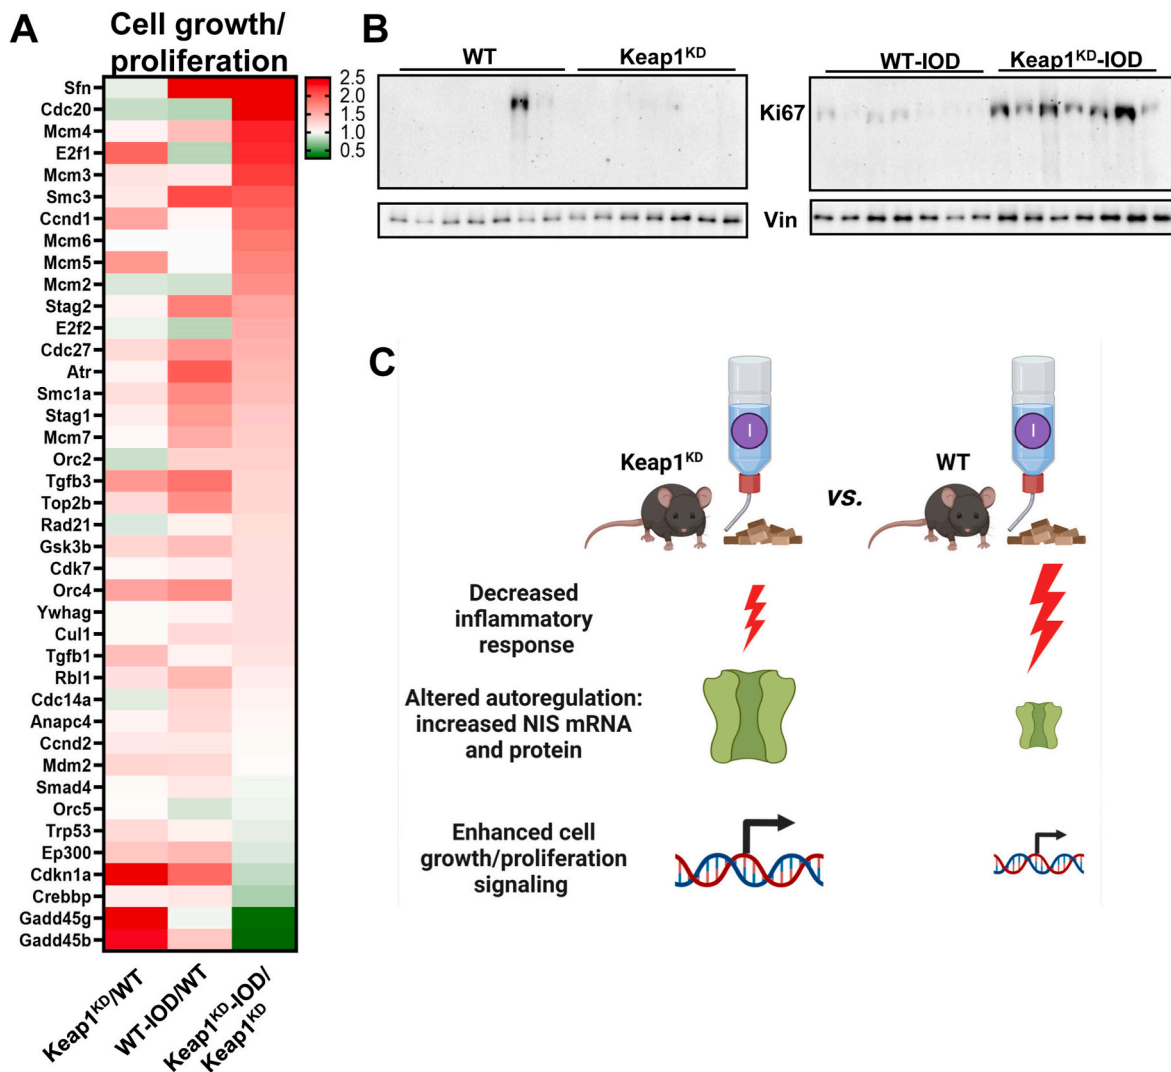 A
Cell growth/
proliferation
Sfn
Cdc20
Mcm4
E2f1
Mcm3
Smc3
Ccnd1
Mcm6
Mcm5
Mcm2
Stag2
E2f2
Cdc27
Atr
Smc1a
Stag1
Mcm7
Orc2
Tgfb3
Top2b
Rad21
Gsk3b
Cdk7
Orc4
Ywhag
Cul1
Tgfb1
Rbl1
Cdc14a
Anapc4
Ccnd2
Mdm2
Smad4
Orc5
Trp53
Ep300
Cdkn1a
Crebbp
Gadd45g
Gadd45b
2.5
2.0
1.5
1.0
0.5
Keap1KD/WT
WT-IOD/WT
Keap1KD-IOD/
Keap1KD
B
WT
Keap1KD
WT-IOD
Keap1KD-IOD
Ki67
Vin
C
I
I
Keap1KD
vs.
WT
Decreased
inflammatory
response
Altered autoregulation:
increased NIS mRNA
and protein
Enhanced cell
growth/proliferation
signaling